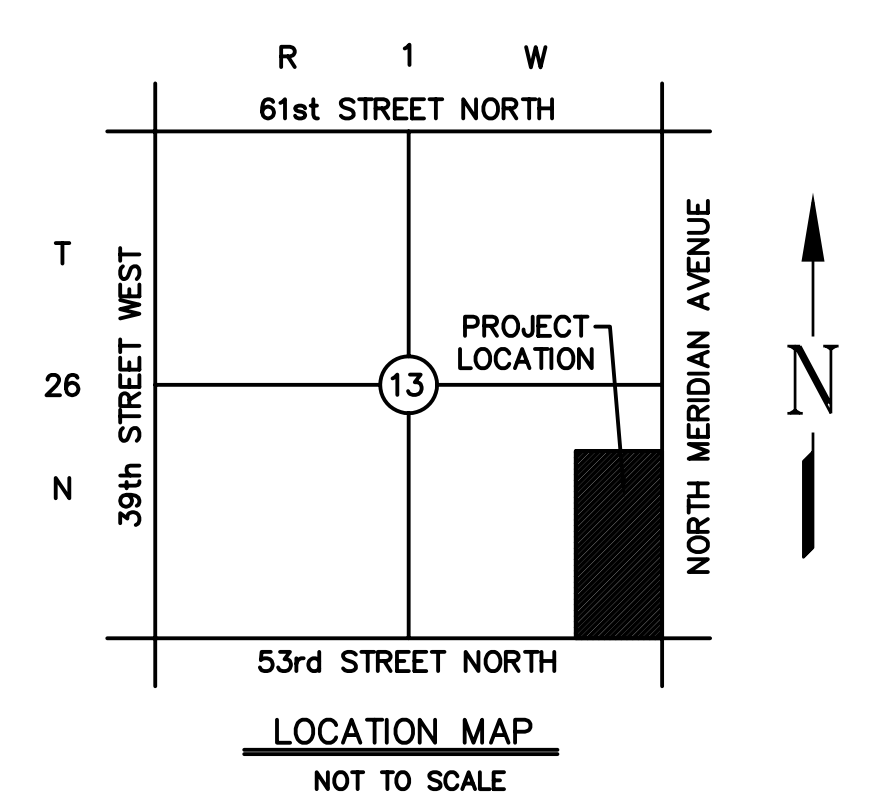 R 1 W
61st STREET NORTH
T
26
N
39th STREET WEST
PROJECT
LOCATION
13
NORTH MERIDIAN AVENUE
N
53rd STREET NORTH
LOCATION MAP
NOT TO SCALE